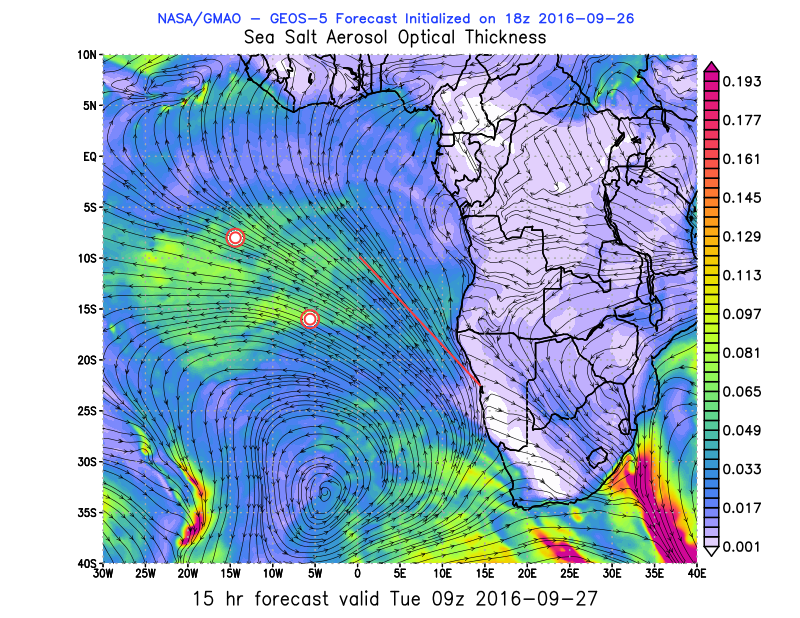 NASA/GMAO - GEOS-5 Forecast Initialized on 18z 2016-09-26
Sea Salt Aerosol Optical Thickness
10N
5N
EQ
5S
10S
15S
20S
25S
30S
35S
40S
30W 25W 20W 15W 10W 5W 0 5E 10E 15E 20E 25E 30E 35E 40E
0.193
0.177
0.161
0.145
0.129
0.113
0.097
0.081
0.065
0.049
0.033
0.017
0.001
15 hr forecast valid Tue 09z 2016-09-27